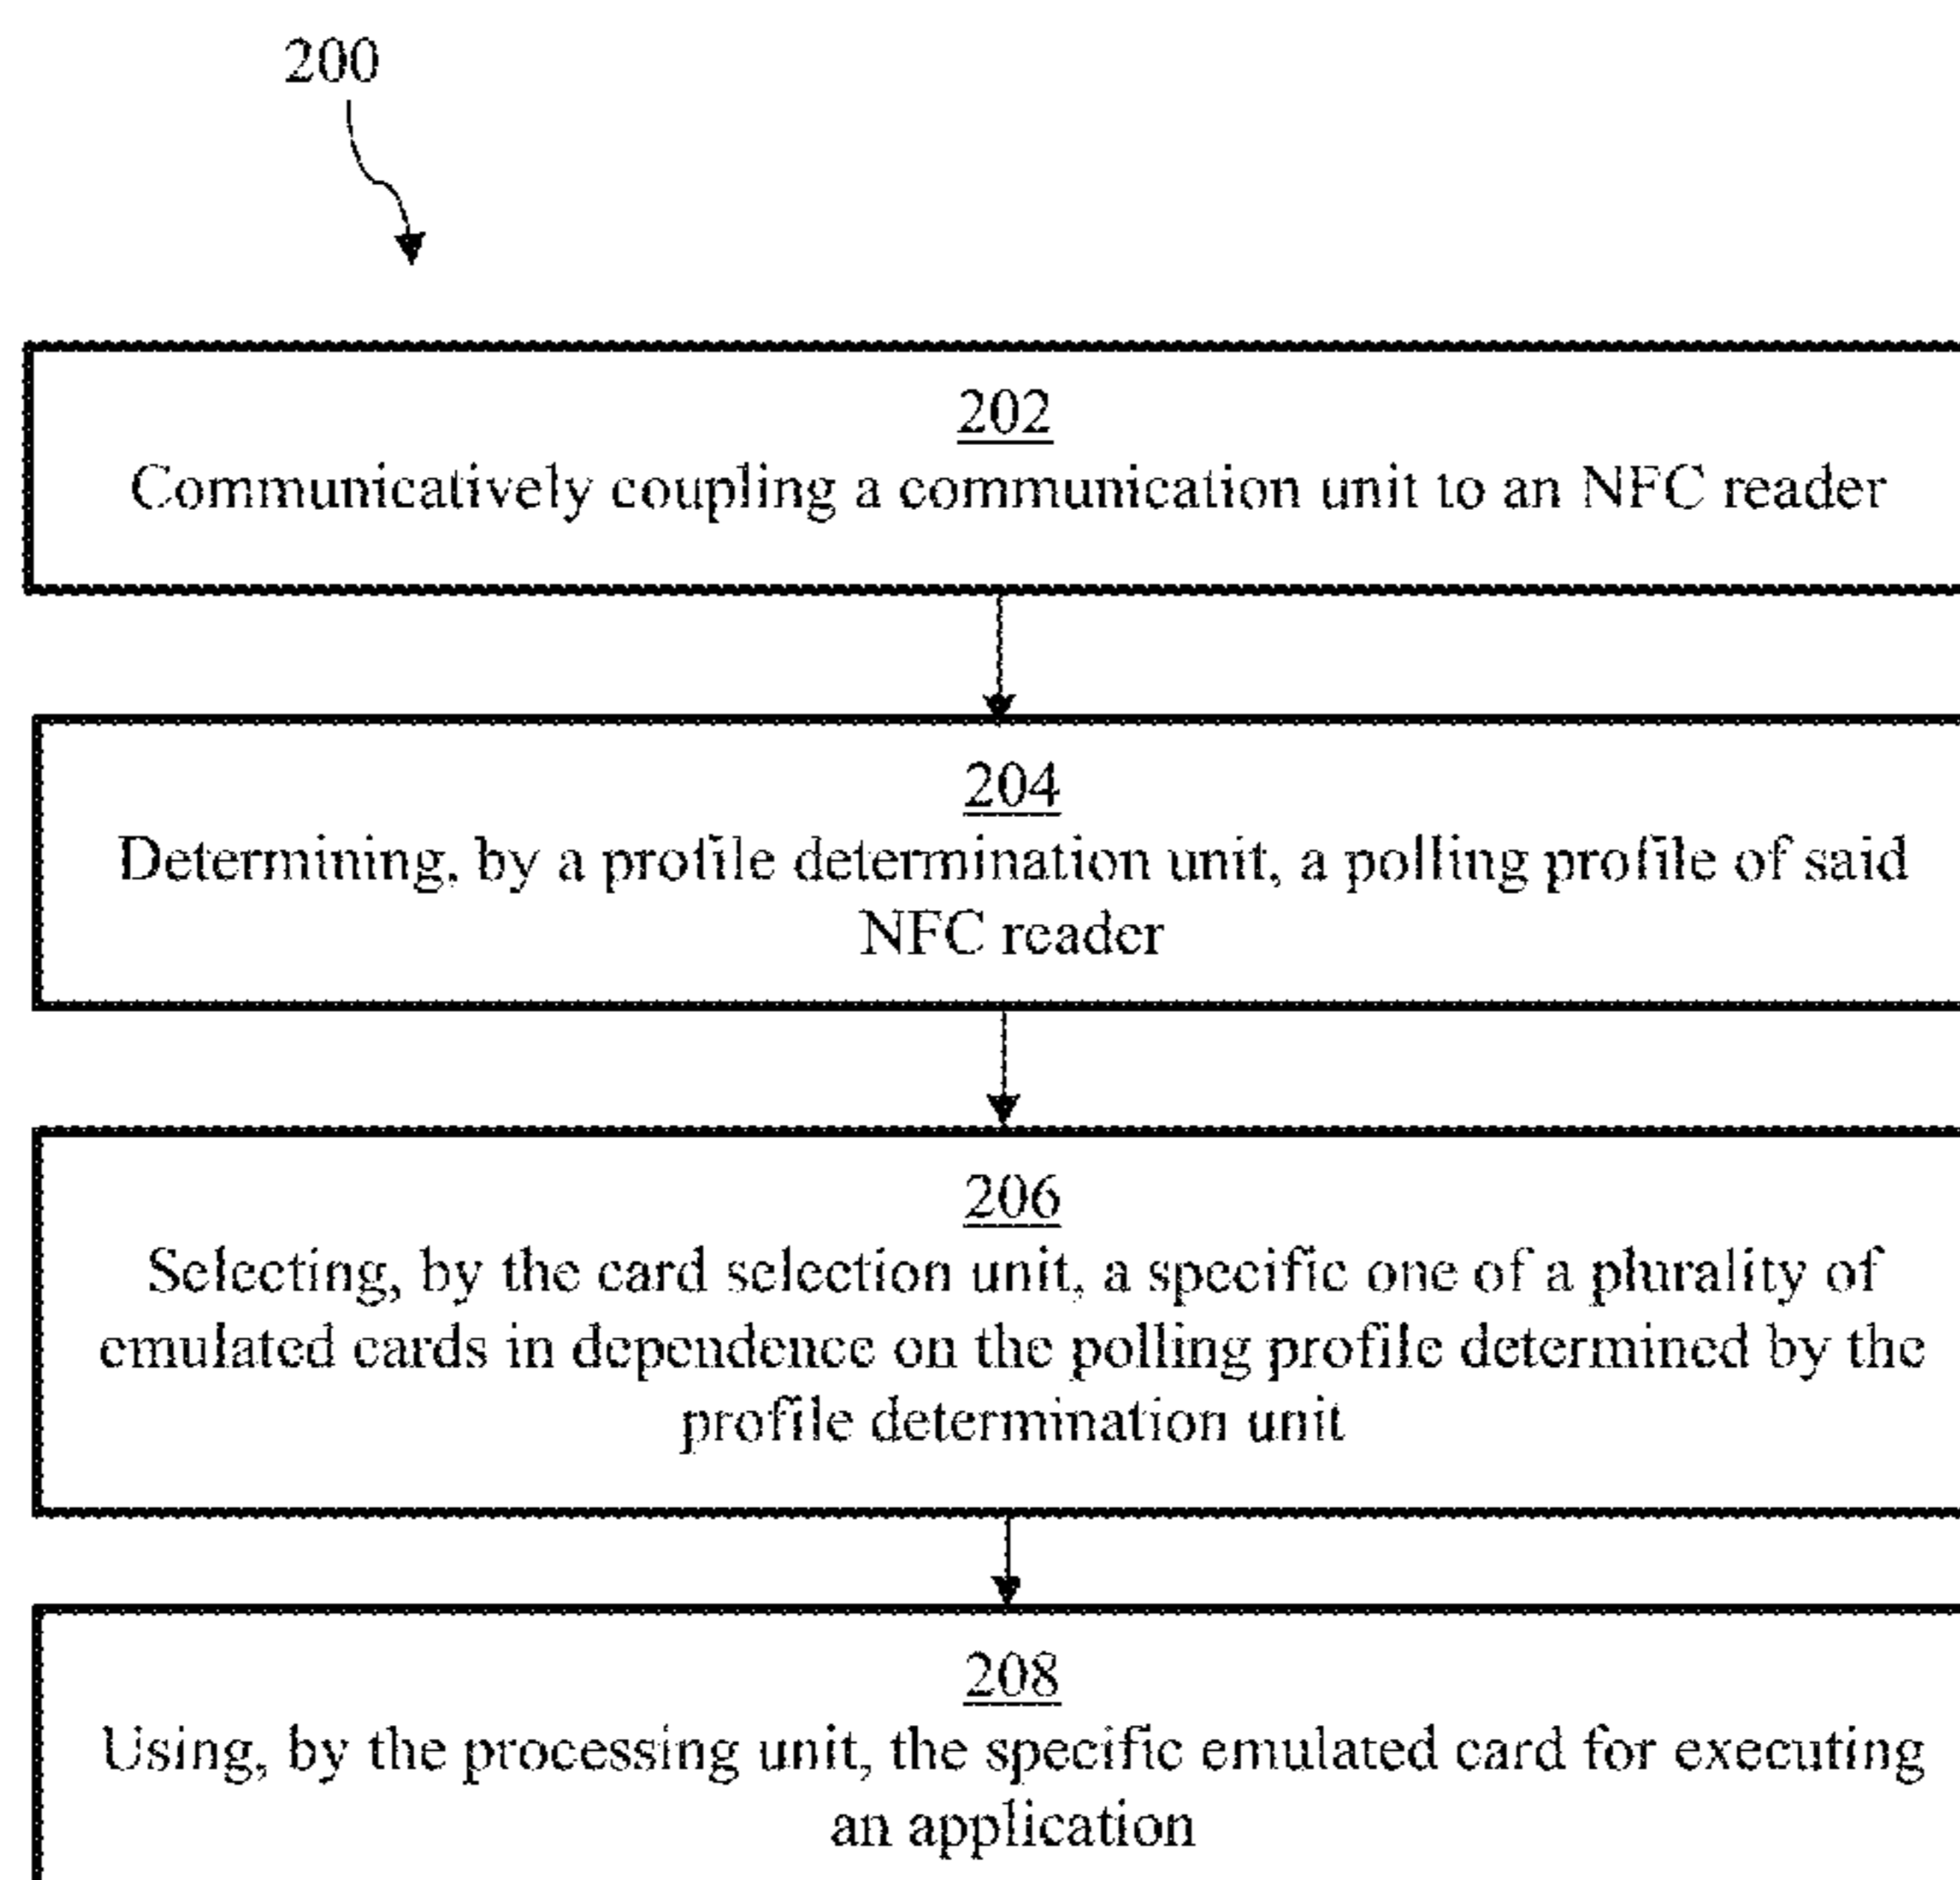 200
202
Communicatively coupling a communication unit to an NFC reader
204
Determining, by a profile determination unit, a polling profile of said
NFC reader
206
Selecting, by the card selection unit, a specific one of a plurality of
emulated cards in dependence on the polling profile determined by the
profile determination unit
208
Using, by the processing unit, the specific emulated card for executing
an application